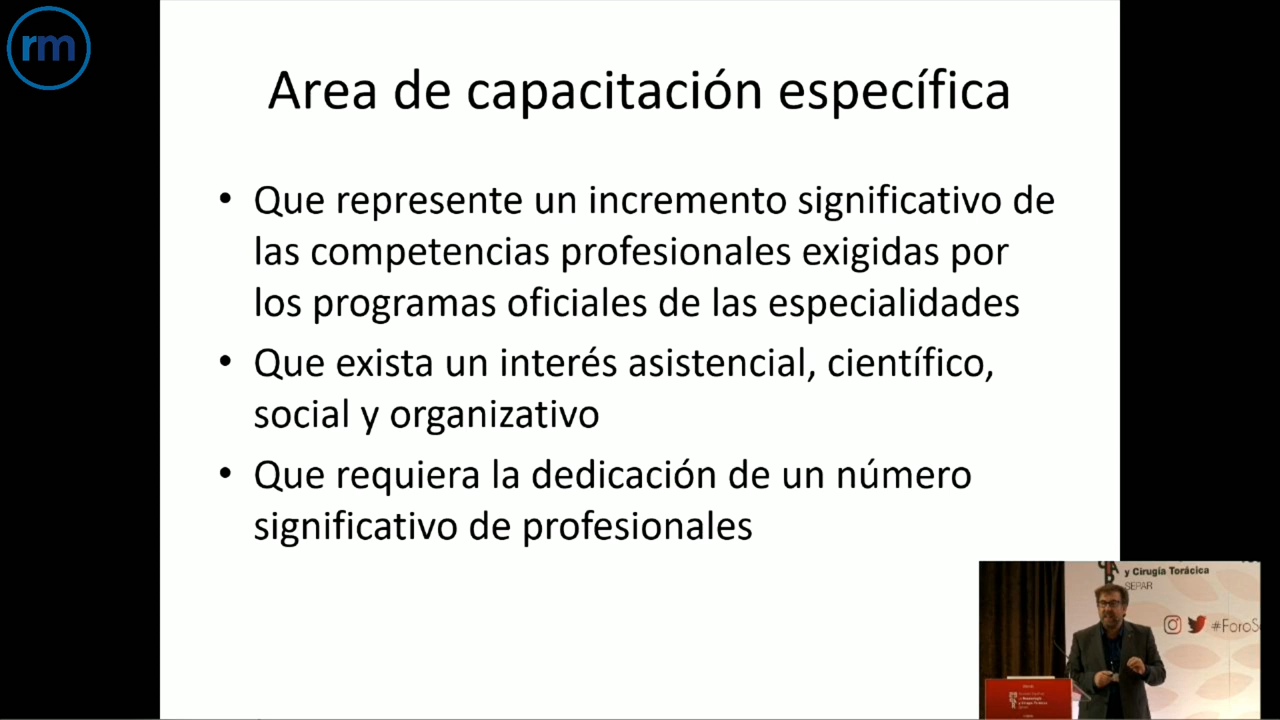 rm
Area de capacitación específica
• Que represente un incremento significativo de
las competencias profesionales exigidas por
los programas oficiales de las especialidades
• Que exista un interés asistencial, científico,
social y organizativo
• Que requiera la dedicación de un número
significativo de profesionales
y Cirugía Torácica
SEPAR
#ForoS